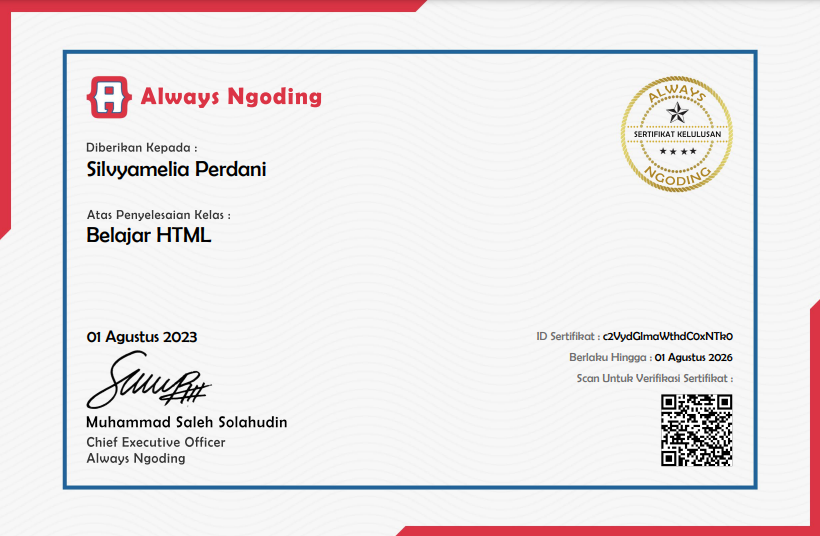 Always Ngoding
ALWAYS
SERTIFIKAT KELULUSAN
NGODING
Diberikan Kepada :
Silvyamelia Perdani
Atas Penyelesaian Kelas :
Belajar HTML
01 Agustus 2023
Muhammad Saleh Solahudin
Chief Executive Officer
Always Ngoding
ID Sertifikat : c2VydGlmaWthdC0xNTk0
Berlaku Hingga : 01 Agustus 2026
Scan Untuk Verifikasi Sertifikat :